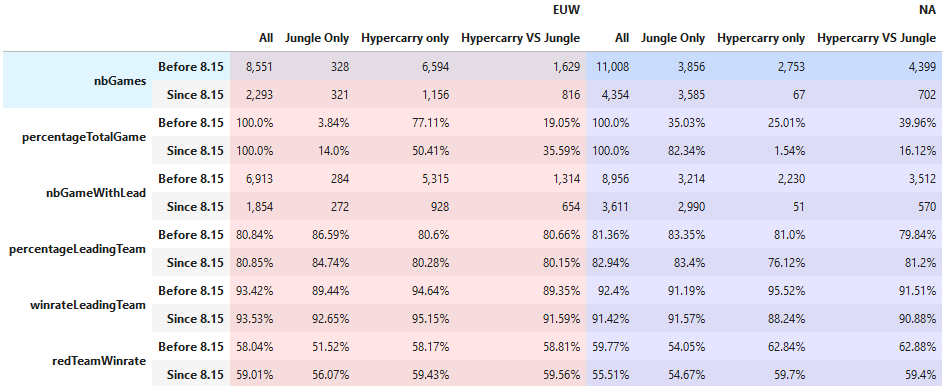 EUW NA
All Jungle Only Hypercarry only Hypercarry VS Jungle All Jungle Only Hypercarry only Hypercarry VS Jungle
nbGames Before 8.15 8,551 328 6,594 1,629 11,008 3,856 2,753 4,399
Since 8.15 2,293 321 1,156 816 4,354 3,585 67 702
percentageTotalGame Before 8.15 100.0% 3.84% 77.11% 19.05% 100.0% 35.03% 25.01% 39.96%
Since 8.15 100.0% 14.0% 50.41% 35.59% 100.0% 82.34% 1.54% 16.12%
nbGameWithLead Before 8.15 6,913 284 5,315 1,314 8,956 3,214 2,230 3,512
Since 8.15 1,854 272 928 654 3,611 2,990 51 570
percentageLeadingTeam Before 8.15 80.84% 86.59% 80.6% 80.66% 81.36% 83.35% 81.0% 79.84%
Since 8.15 80.85% 84.74% 80.28% 80.15% 82.94% 83.4% 76.12% 81.2%
winrateLeadingTeam Before 8.15 93.42% 89.44% 94.64% 89.35% 92.4% 91.19% 95.52% 91.51%
Since 8.15 93.53% 92.65% 95.15% 91.59% 91.42% 91.57% 88.24% 90.88%
redTeamWinrate Before 8.15 58.04% 51.52% 58.17% 58.81% 59.77% 54.05% 62.84% 62.88%
Since 8.15 59.01% 56.07% 59.43% 59.56% 55.51% 54.67% 59.7% 59.4%